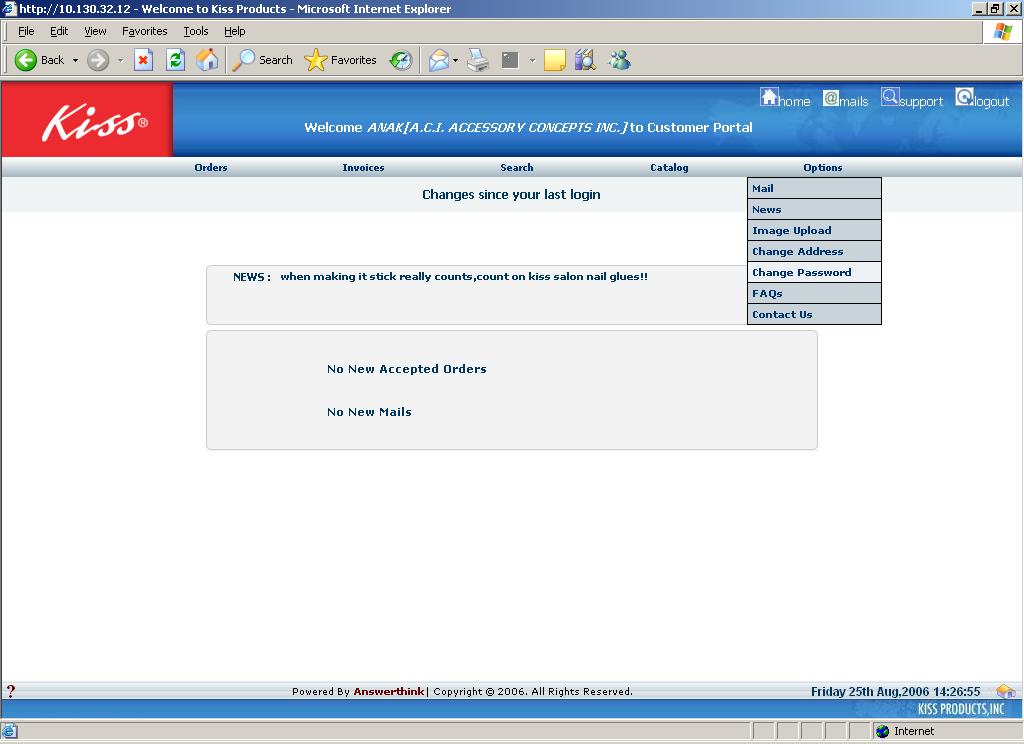 http://10.130.32.12 - Welcome to Kiss Products - Microsoft Internet Explorer
File Edit View Favorites Tools Help
Back Search Favorites
Kiss®
home @mails support logout
Welcome ANAK[A.C.I. ACCESSORY CONCEPTS INC.]to Customer Portal
Orders Invoices Search Catalog Options
Changes since your last login
Mail
News
Image Upload
Change Address
Change Password
FAQs
Contact Us
NEWS : when making it stick really counts,count on kiss salon nail glues!!
No New Accepted Orders
No New Mails
? Powered By Answerthink| Copyright © 2006. All Rights Reserved. Friday 25th Aug,2006 14:26:55
KISS PRODUCTS,INC
Internet